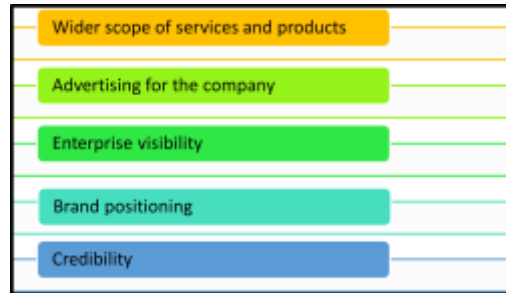 Wider scope of services and products
Advertising for the company
Enterprise visibility
Brand positioning
Credibility